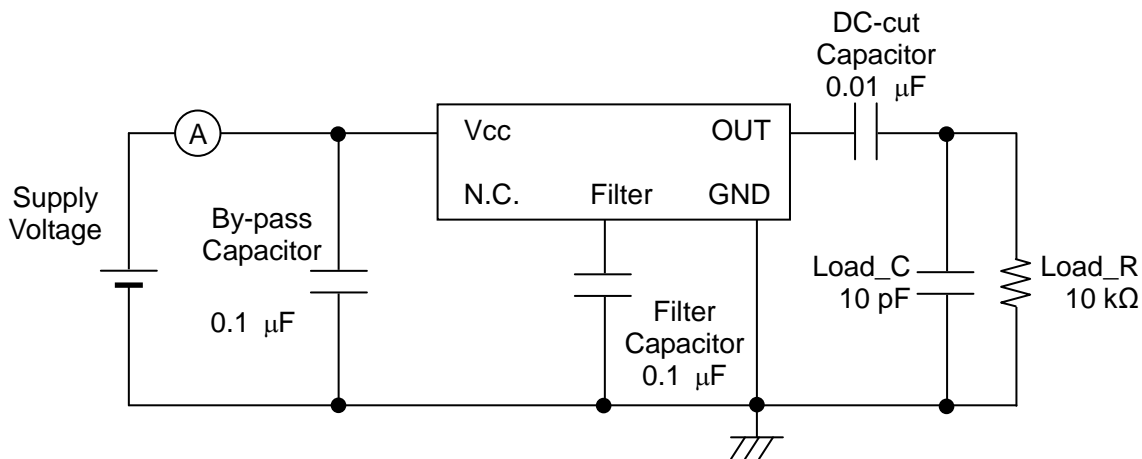 DC-cut
Capacitor
0.01 μF
A
Vcc
OUT
N.C.
Filter
GND
Supply
Voltage
By-pass
Capacitor
0.1 μF
Filter
Capacitor
0.1 μF
Load_C
10 pF
Load_R
10 kΩ